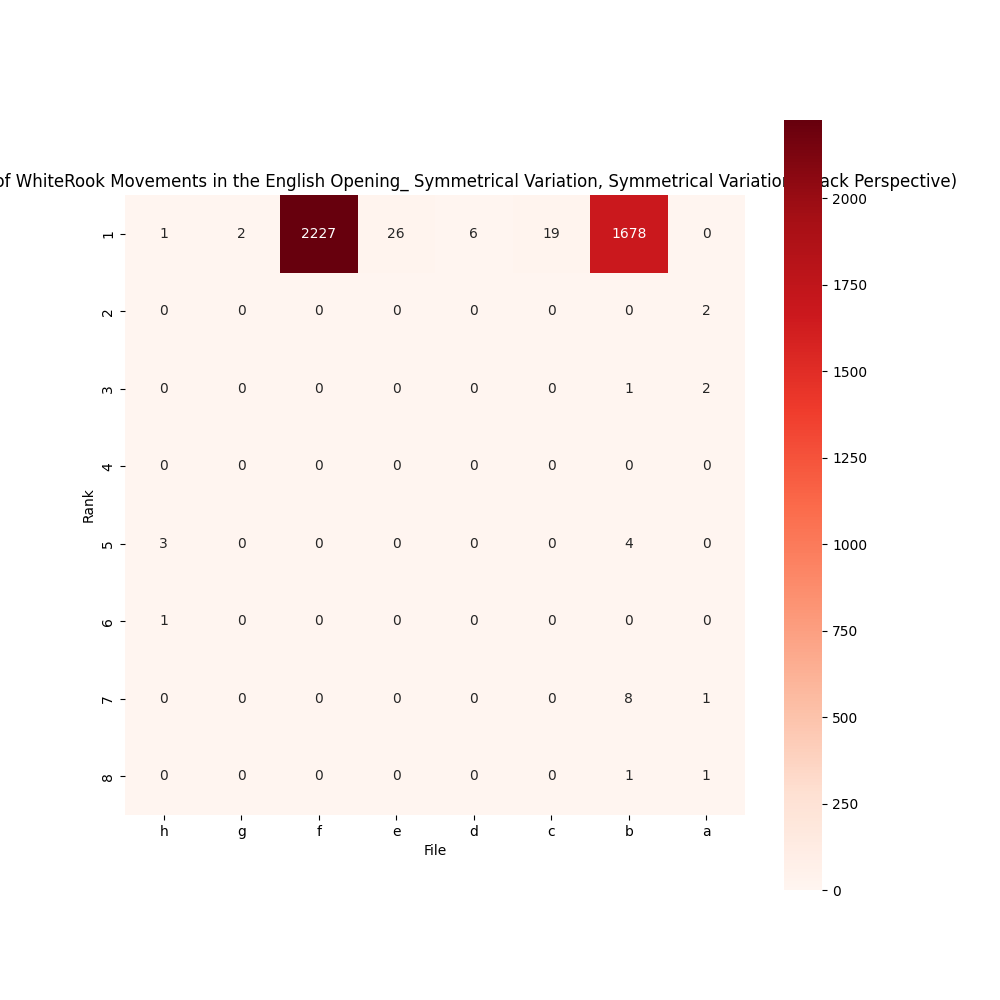 of WhiteRook Movements in the English Opening_ Symmetrical Variation, Symmetrical Variation ack Perspective)
2000
1750
1500
1250
1000
750
500
250
0
Rank
1 1 2 2227 26 6 19 1678 0
2 0 0 0 0 0 0 0 2
3 0 0 0 0 0 0 1 2
4 0 0 0 0 0 0 0 0
5 3 0 0 0 0 0 4 0
6 1 0 0 0 0 0 0 0
7 0 0 0 0 0 0 8 1
8 0 0 0 0 0 0 1 1
h g f e d c b a
File